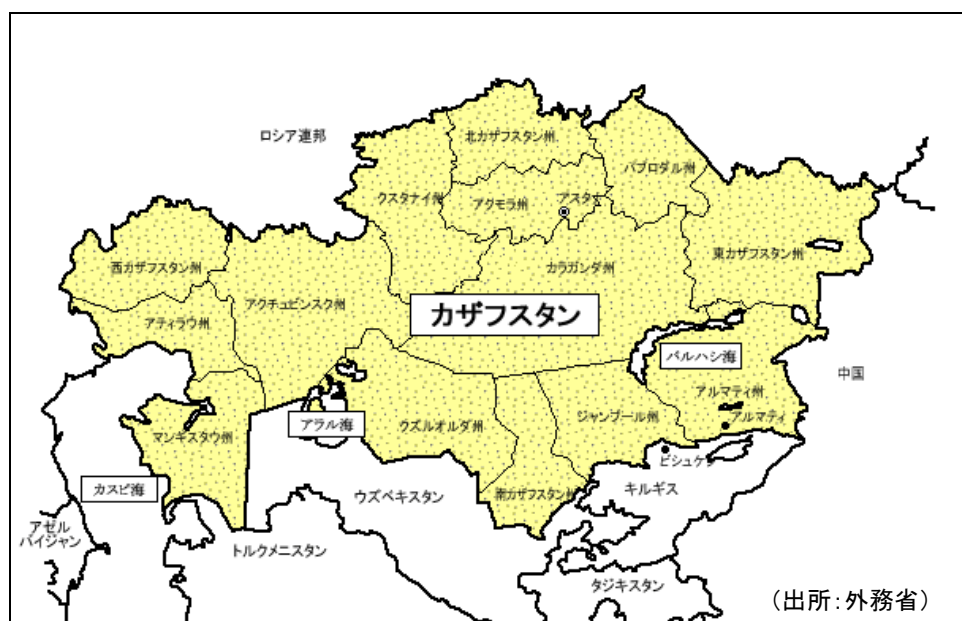 ロシア連邦
北カザフスタン州
パブロダル州
クスタナイ州
アクモラ州
アスタナ
東カザフスタン州
西カザフスタン州
カラガンダ州
アクチュビンスク州
カザフスタン
アティラウ州
バルハシ海
中国
アルマティ州
アルマティ
アラル海
クズルオルダ州
ジャンブール州
マンギスタウ州
ビシュケク
カスピ海
ウズベキスタン
南カザフスタン州
キルギス
アゼル
バイジャン
トルクメニスタン
タジキスタン
（出所：外務省）